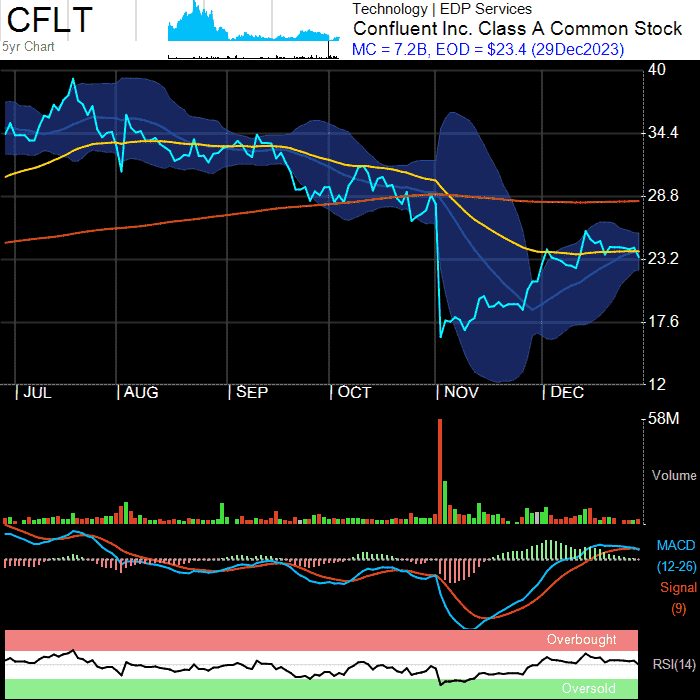 CFLT
5yr Chart
Technology | EDP Services
Confluent Inc. Class A Common Stock
MC = 7.2B, EOD = $23.4 (29Dec2023)
40
34.4
28.8
23.2
17.6
12
| JUL | AUG | SEP | OCT | NOV | DEC
58M
Volume
MACD
(12-26)
Signal
(9)
Overbought
RSI(14)
Oversold